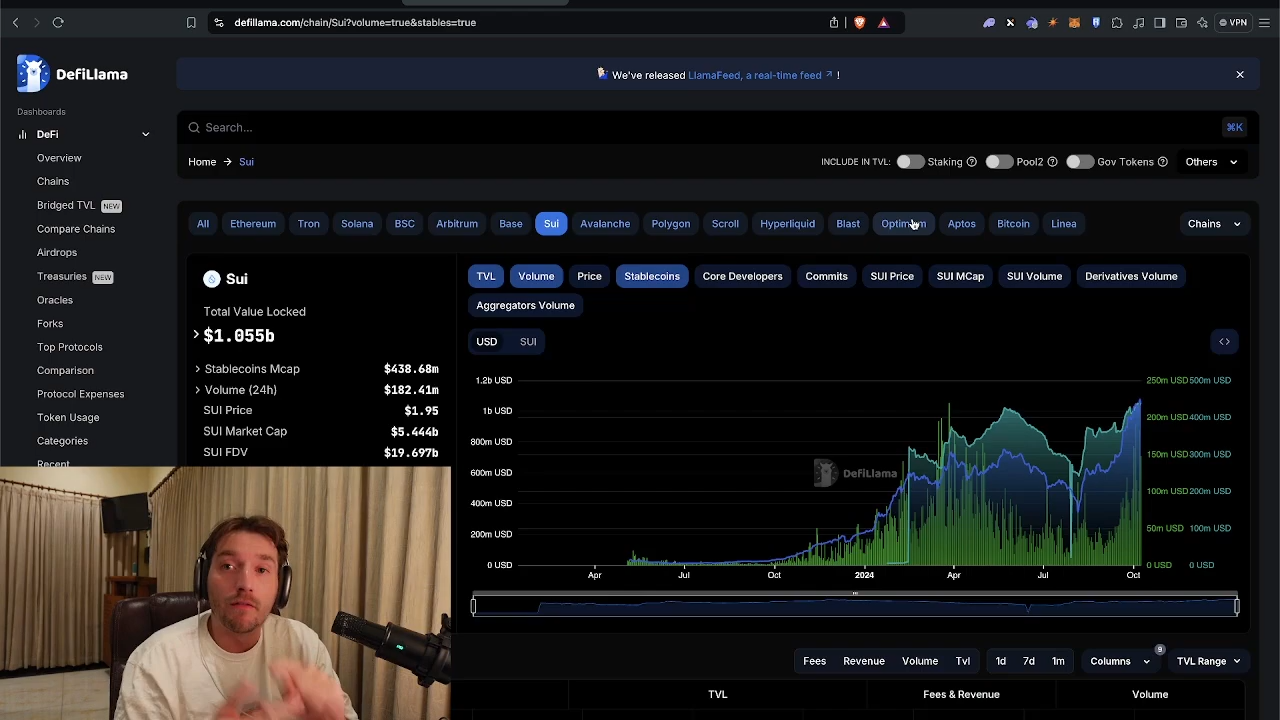 defillama.com/chain/Sui?volume=true&stables=true
VPN
DefiLlama
We've released LlamaFeed, a real-time feed ↗ !
Dashboards
DeFi
Search...
⌘K
Overview
Home → Sui
INCLUDE IN TVL: Staking Pool2 Gov Tokens Others
Chains
Bridged TVL NEW
Compare Chains
Airdrops
Treasuries NEW
Oracles
Forks
Top Protocols
Comparison
Protocol Expenses
Token Usage
Categories
Recent
All Ethereum Tron Solana BSC Arbitrum Base Sui Avalanche Polygon Scroll Hyperliquid Blast Optimism Aptos Bitcoin Linea Chains
Sui
Total Value Locked
$1.055b
Stablecoins Mcap $438.68m
Volume (24h) $182.41m
SUI Price $1.95
SUI Market Cap $5.444b
SUI FDV $19.697b
TVL Volume Price Stablecoins Core Developers Commits SUI Price SUI MCap SUI Volume Derivatives Volume
Aggregators Volume
USD SUI
1.2b USD 250m USD 500m USD
1b USD 200m USD 400m USD
800m USD
600m USD 150m USD 300m USD
400m USD 100m USD 200m USD
200m USD 50m USD 100m USD
0 USD 0 USD 0 USD
DefiLlama
Apr Jul Oct 2024 Apr Jul Oct
Fees Revenue Volume Tvl 1d 7d 1m Columns 9 TVL Range
TVL Fees & Revenue Volume